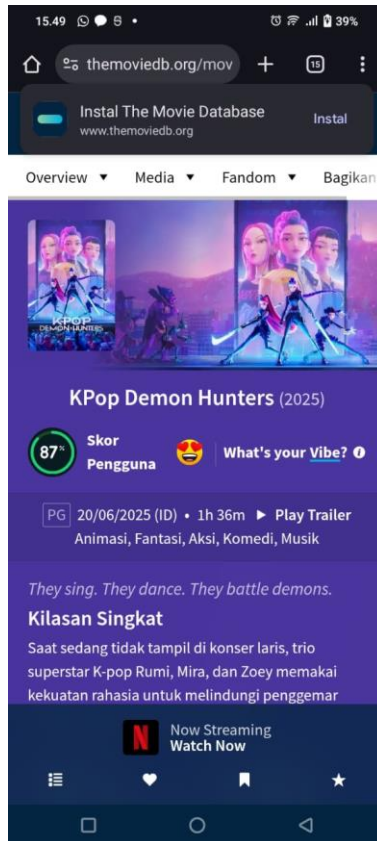 15.49
39%
themoviedb.org/mov
15
Instal The Movie Database
www.themoviedb.org
Instal
Overview ▼ Media ▼ Fandom ▼ Bagikan
KPOP
DEMON HUNTERS
KPop Demon Hunters (2025)
87%
Skor
Pengguna
What's your Vibe?
PG 20/06/2025 (ID) • 1h 36m ▶ Play Trailer
Animasi, Fantasi, Aksi, Komedi, Musik
They sing. They dance. They battle demons.
Kilasan Singkat
Saat sedang tidak tampil di konser laris, trio
superstar K-pop Rumi, Mira, dan Zoey memakai
kekuatan rahasia untuk melindungi penggemar
N
Now Streaming
Watch Now